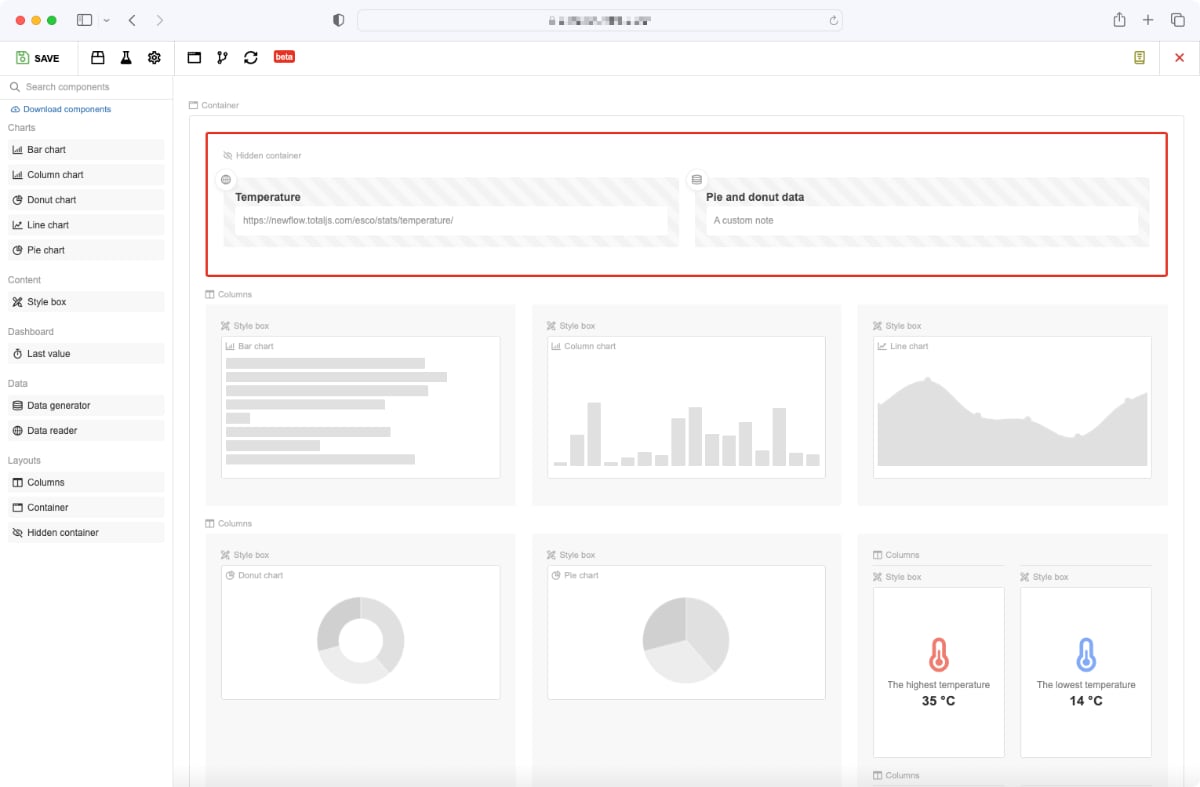 SAVE
beta
Search components
Download components
Charts
Bar chart
Column chart
Donut chart
Line chart
Pie chart
Content
Style box
Dashboard
Last value
Data
Data generator
Data reader
Layouts
Columns
Container
Hidden container
Container
Hidden container
Temperature
https://newflow.totaljs.com/esco/stats/temperature/
Pie and donut data
A custom note
Columns
Style box
Bar chart
Style box
Column chart
Style box
Line chart
Columns
Style box
Donut chart
Style box
Pie chart
Columns
Style box
The highest temperature
35 °C
Style box
The lowest temperature
14 °C
Columns